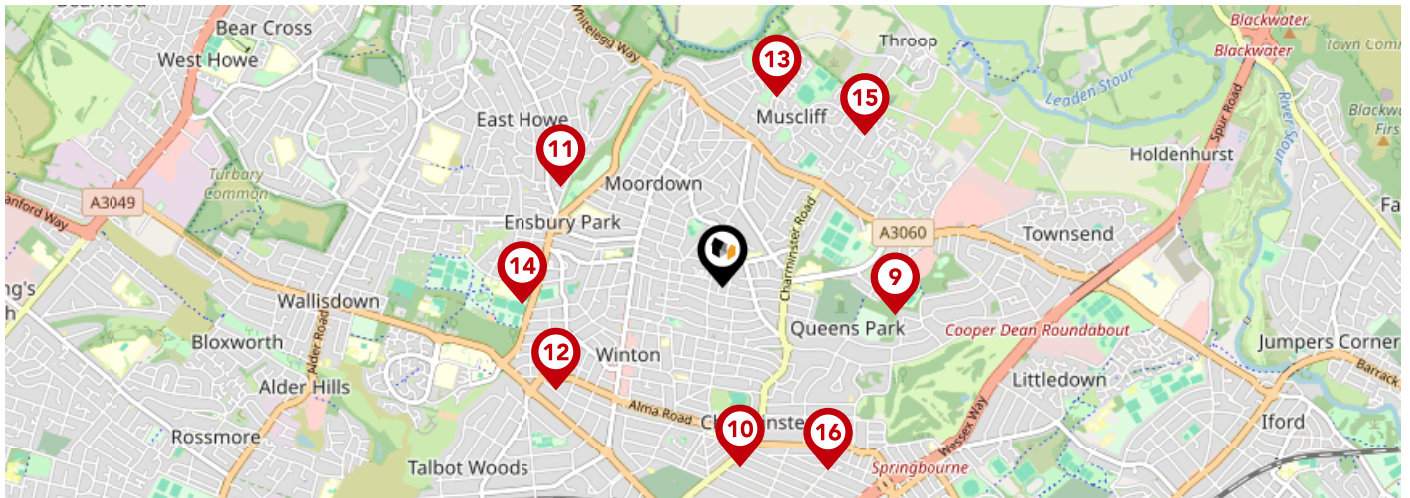 Bear Cross
West Howe
Whitelegg Way
Throop
Blackwater
Blackwater
13
15
Muscliff
Leaden Stour
River Stour
Spur Road
East Howe
11
Holdenhurst
Turbary
Common
Moordown
A3049
Ensbury Park
Charminster Road
A3060
Townsend
14
9
Wallisdown
Queens Park
Cooper Dean Roundabout
Bloxworth
Alder Road
12
Winton
Jumpers Corner
Alder Hills
Littledown
Barrack
Alma Road
10
16
Wessex Way
Iford
Rossmore
Talbot Woods
Springbourne